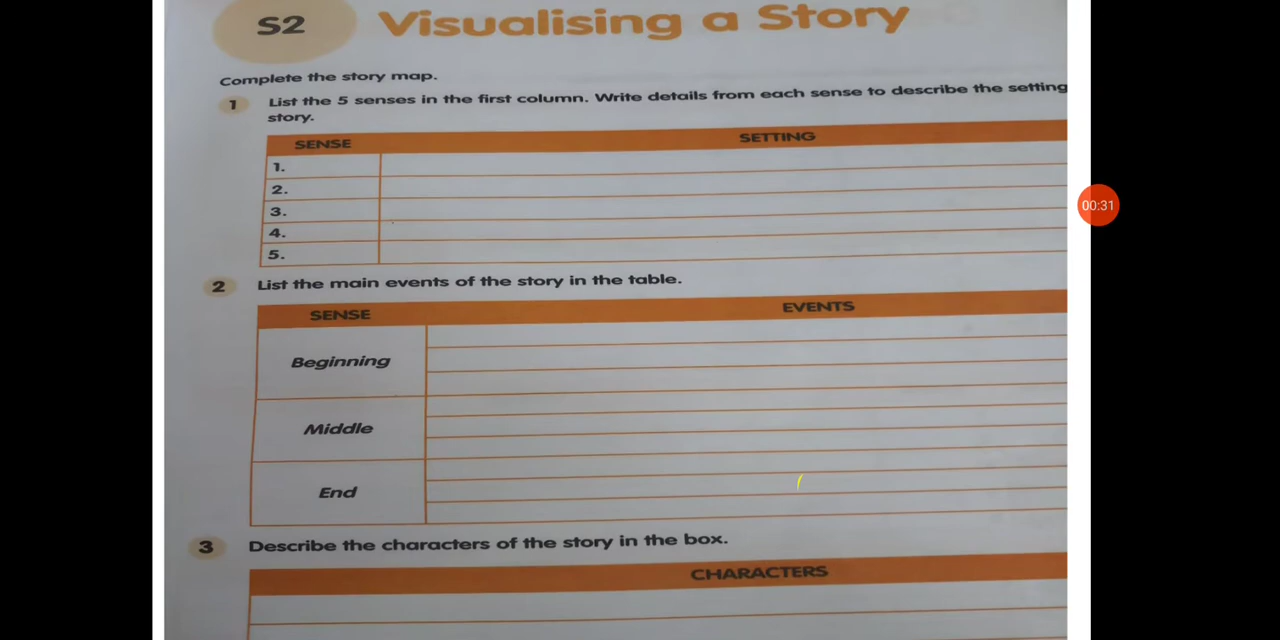 S2 Visualising a Story
Complete the story map.
1 List the 5 senses in the first column. Write details from each sense to describe the setting
story.
SENSE SETTING
1.
2.
3.
4.
5.
2 List the main events of the story in the table.
SENSE EVENTS
Beginning
Middle
End
3 Describe the characters of the story in the box.
CHARACTERS
00:31